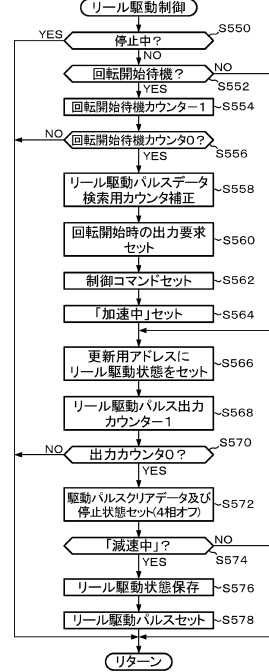 リール駆動制御
YES
停止中?
S550
NO
回転開始待機?
NO
S552
YES
回転開始待機カウンタ−1
S554
NO
回転開始待機カウンタ0?
S556
YES
リール駆動パルスデータ
検索用カウンタ補正
S558
回転開始時の出力要求
セット
S560
制御コマンドセット
S562
「加速中」セット
S564
更新用アドレスに
リール駆動状態をセット
S566
リール駆動パルス出力
カウンタ−1
S568
S570
NO
出力カウンタ0?
YES
駆動パルスクリアデータ及び
停止状態セット(4相オフ)
S572
「減速中」?
NO
S574
YES
リール駆動状態保存
S576
リール駆動パルスセット
S578
リターン